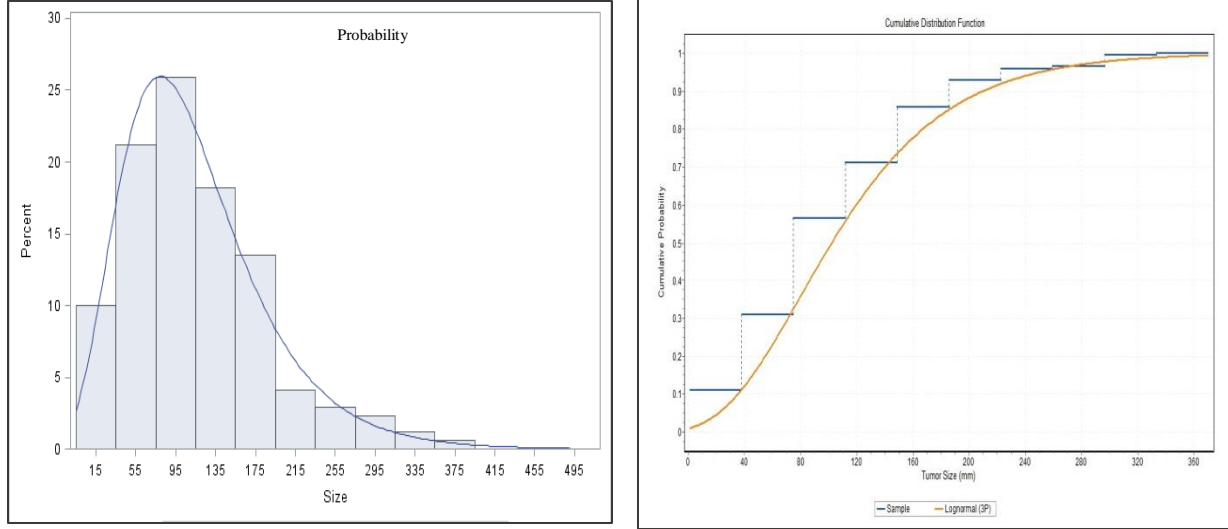 Probability
30
25
20
15
10
5
0
Percent
15 55 95 135 175 215 255 295 335 375 415 455 495
Size
Cumulative Distribution Function
1
0.9
0.8
0.7
0.6
0.5
0.4
0.3
0.2
0.1
0
Cumulative Probability
0 40 80 120 160 200 240 280 320 360
Tumor Size (mm)
Sample Lognormal (3P)